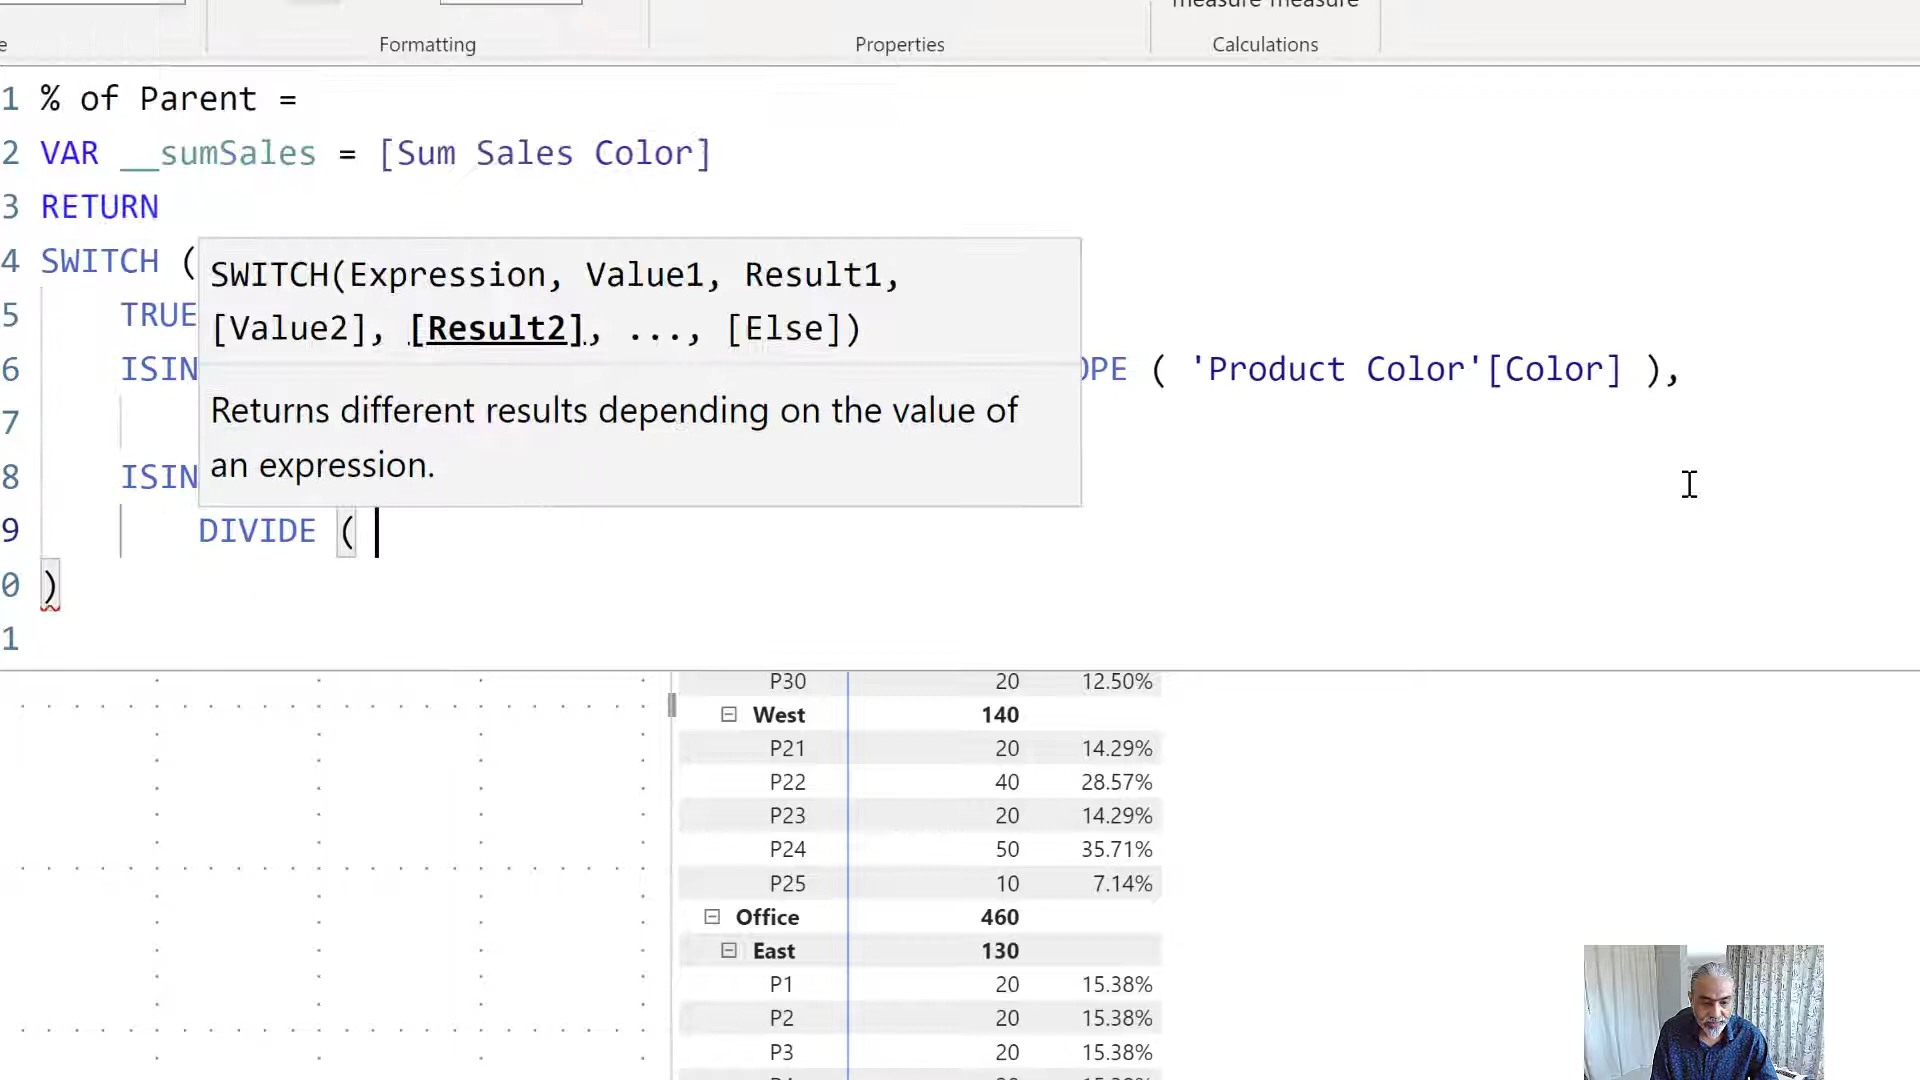 measure measure
e
Formatting
Properties
Calculations
1 % of Parent =
2 VAR __sumSales = [Sum Sales Color]
3 RETURN
4 SWITCH (
SWITCH(Expression, Value1, Result1,
5 TRUE
[Value2], [Result2], ..., [Else])
6 ISIN OPE ( 'Product Color'[Color] ),
7
Returns different results depending on the value of
8 ISIN
an expression.
9 DIVIDE (
0 )
1
P30 20 12.50%
West 140
P21 20 14.29%
P22 40 28.57%
P23 20 14.29%
P24 50 35.71%
P25 10 7.14%
Office 460
East 130
P1 20 15.38%
P2 20 15.38%
P3 20 15.38%